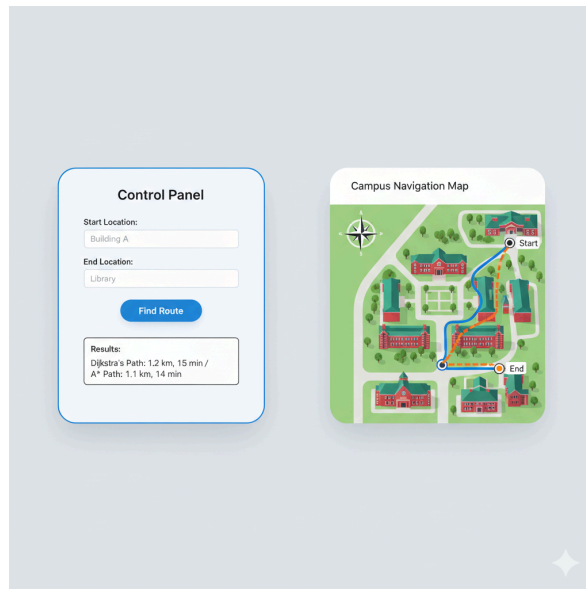 Control Panel
Start Location:
Building A
End Location:
Library
Find Route
Results:
Dijkstra's Path: 1.2 km, 15 min /
A* Path: 1.1 km, 14 min
Campus Navigation Map
Start
End